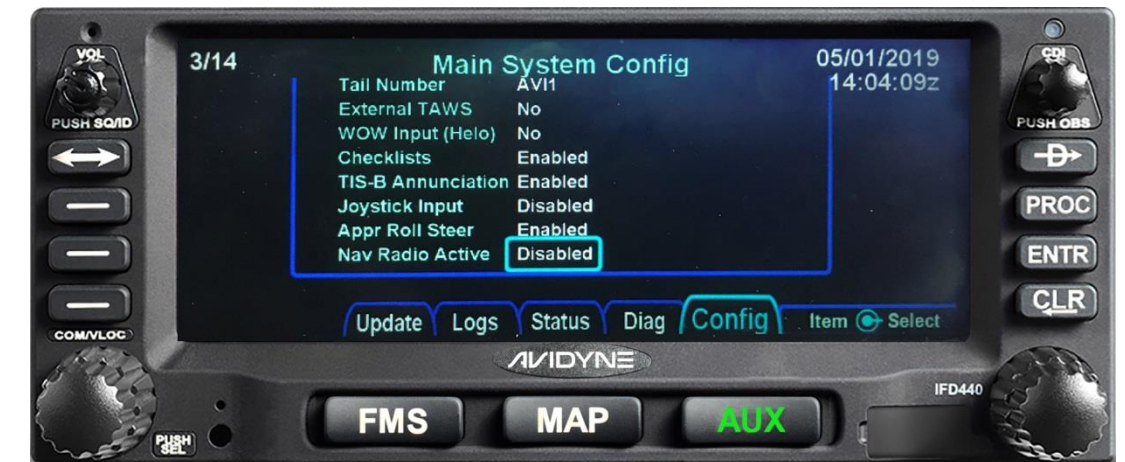 VOL
CDI
3/14 Main System Config 05/01/2019
14:04:09z
Tail Number AVI1
External TAWS No
WOW Input (Helo) No
Checklists Enabled
TIS-B Annunciation Enabled
Joystick Input Disabled
Appr Roll Steer Enabled
Nav Radio Active Disabled
Update Logs Status Diag Config Item Select
PUSH SQ/ID
PUSH OBS
D
PROC
ENTR
CLR
COM/VLOC
AVIDYNE
IFD440
PUSH
SEL
FMS MAP AUX